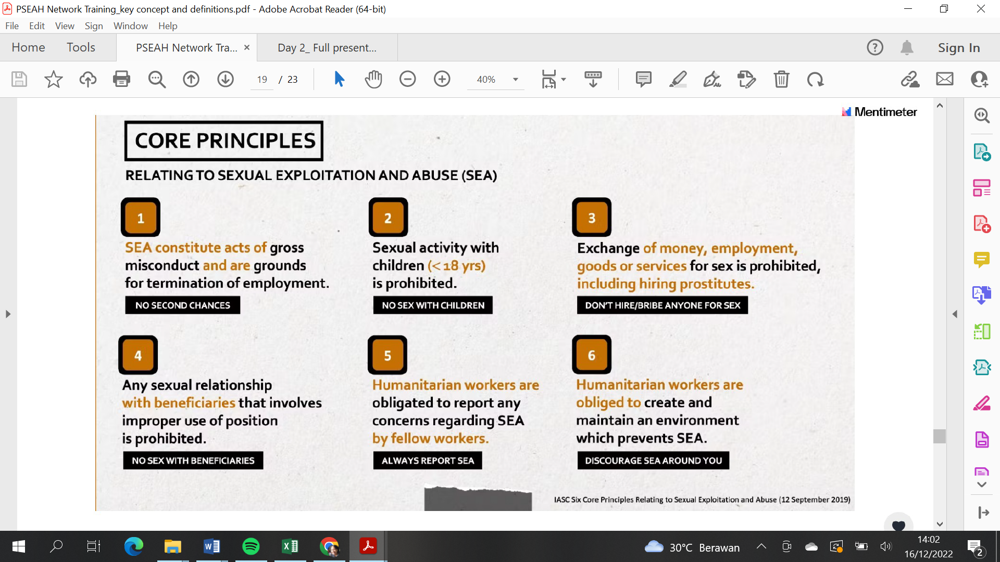 PSEAH Network Training_key concept and definitions.pdf - Adobe Acrobat Reader (64-bit)
File Edit View Sign Window Help
Home Tools PSEAH Network Tra... × Day 2_ Full present... ? Sign In
19 / 23 40%
Mentimeter
CORE PRINCIPLES
RELATING TO SEXUAL EXPLOITATION AND ABUSE (SEA)
1
SEA constitute acts of gross
misconduct and are grounds
for termination of employment.
NO SECOND CHANCES
2
Sexual activity with
children (<18 yrs)
is prohibited.
NO SEX WITH CHILDREN
3
Exchange of money, employment,
goods or services for sex is prohibited,
including hiring prostitutes.
DON'T HIRE/BRIBE ANYONE FOR SEX
4
Any sexual relationship
with beneficiaries that involves
improper use of position
is prohibited.
NO SEX WITH BENEFICIARIES
5
Humanitarian workers are
obligated to report any
concerns regarding SEA
by fellow workers.
ALWAYS REPORT SEA
6
Humanitarian workers are
obliged to create and
maintain an environment
which prevents SEA.
DISCOURAGE SEA AROUND YOU
IASC Six Core Principles Relating to Sexual Exploitation and Abuse (12 September 2019)
30°C Berawan
14:02
16/12/2022
2